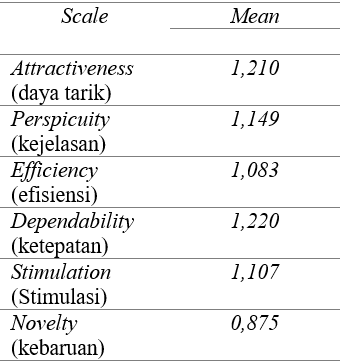 Scale Mean
Attractiveness 1,210
(daya tarik)
Perspicuity 1,149
(kejelasan)
Efficiency 1,083
(efisiensi)
Dependability 1,220
(ketepatan)
Stimulation 1,107
(Stimulasi)
Novelty 0,875
(kebaruan)